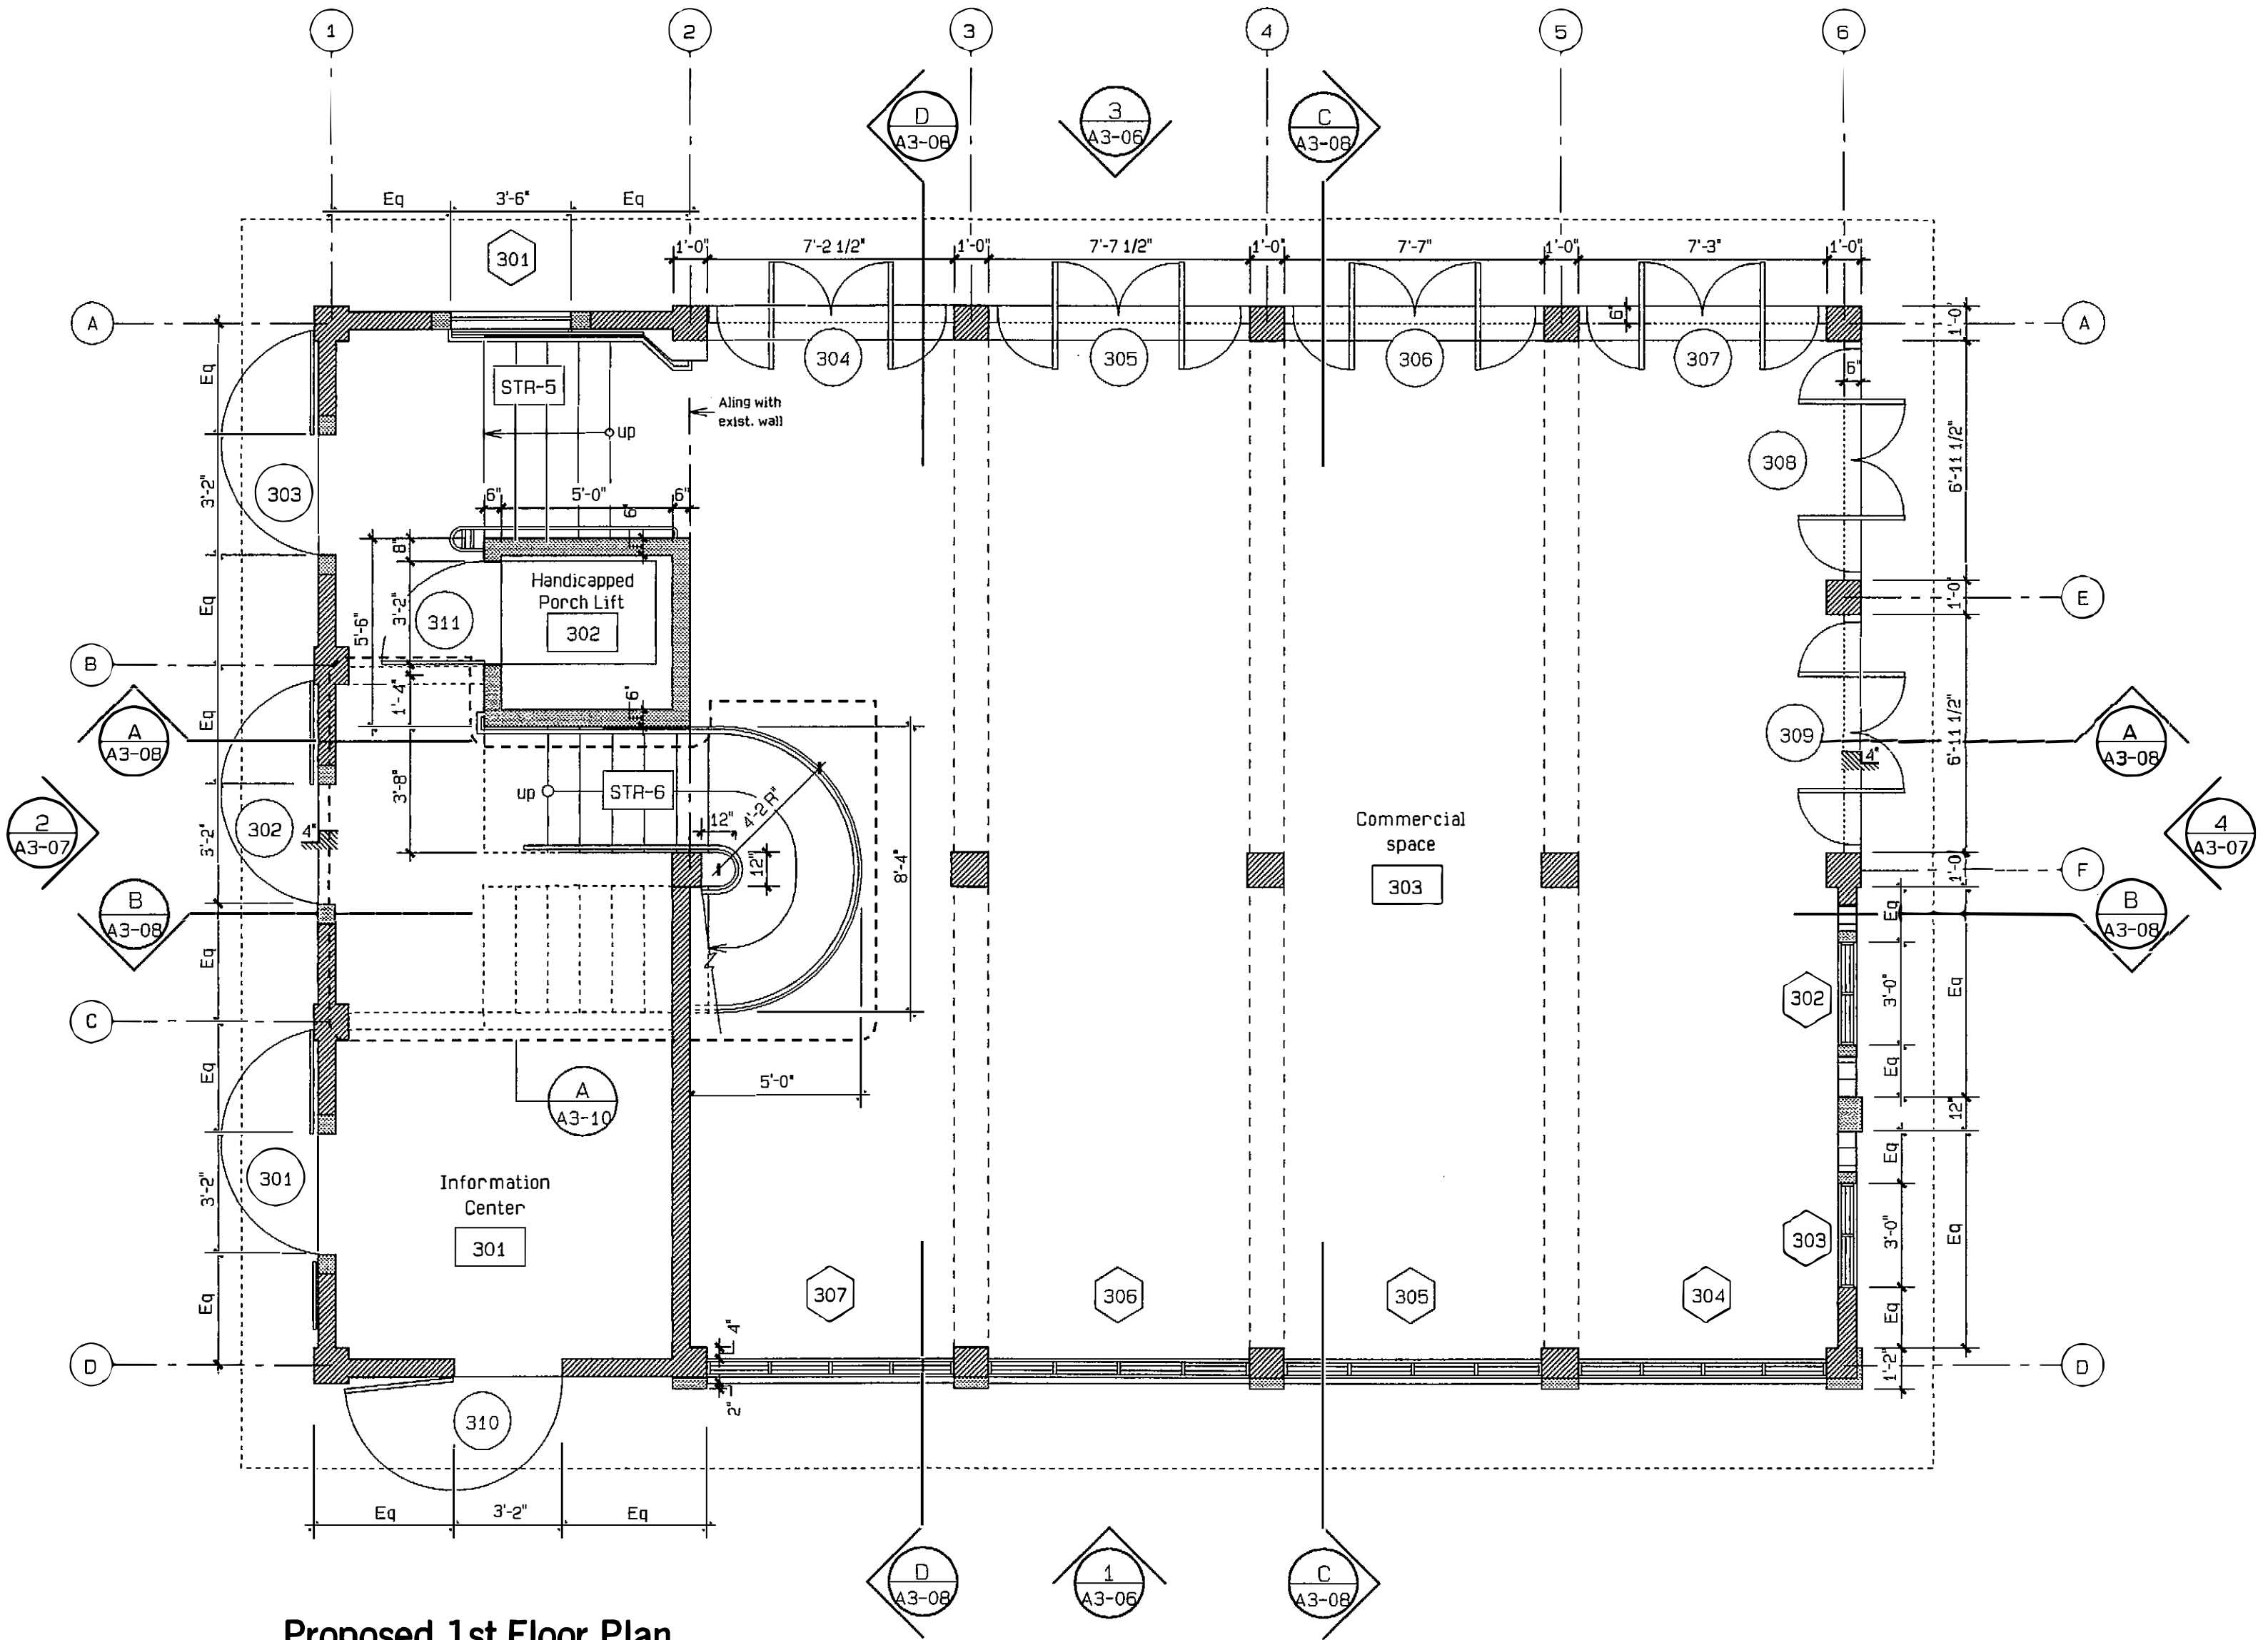 1 2 3 4 5 6
D
A3-08
3
A3-06
C
A3-08
Eq 3'-6" Eq
301
1'-0" 7'-2 1/2" 1'-0" 7'-7 1/2" 1'-0" 7'-7" 1'-0" 7'-3" 1'-0"
A A
6" 1'-0"
304 305 306 307
Eq
STR-5
Aling with
exist. wall
up
6"
308
6'-11 1/2"
303
3'-2"
6" 5'-0" 6"
6"
8"
Handicapped
Porch Lift
302
311
3'-2"
5'-6"
Eq
1'-0"
E
B
1'-4"
6"
Eq
A
A3-08
309
4"
6'-11 1/2"
A
A3-08
3'-8"
up
STR-6
4'-2 R"
12"
12"
8'-4"
2
A3-07
302
4"
3'-2"
Commercial
space
303
4
A3-07
1'-0"
F
B
A3-08
Eq
B
A3-08
Eq
302
3'-0"
Eq
C
Eq
Eq
5'-0"
A
A3-10
12"
301
3'-2"
Information
Center
301
Eq
303
3'-0"
Eq
Eq
307 306 305 304
Eq
4"
D D
1'-2"
2"
310
Eq 3'-2" Eq
D
A3-08
1
A3-06
C
A3-08
Proposed 1st Floor Plan